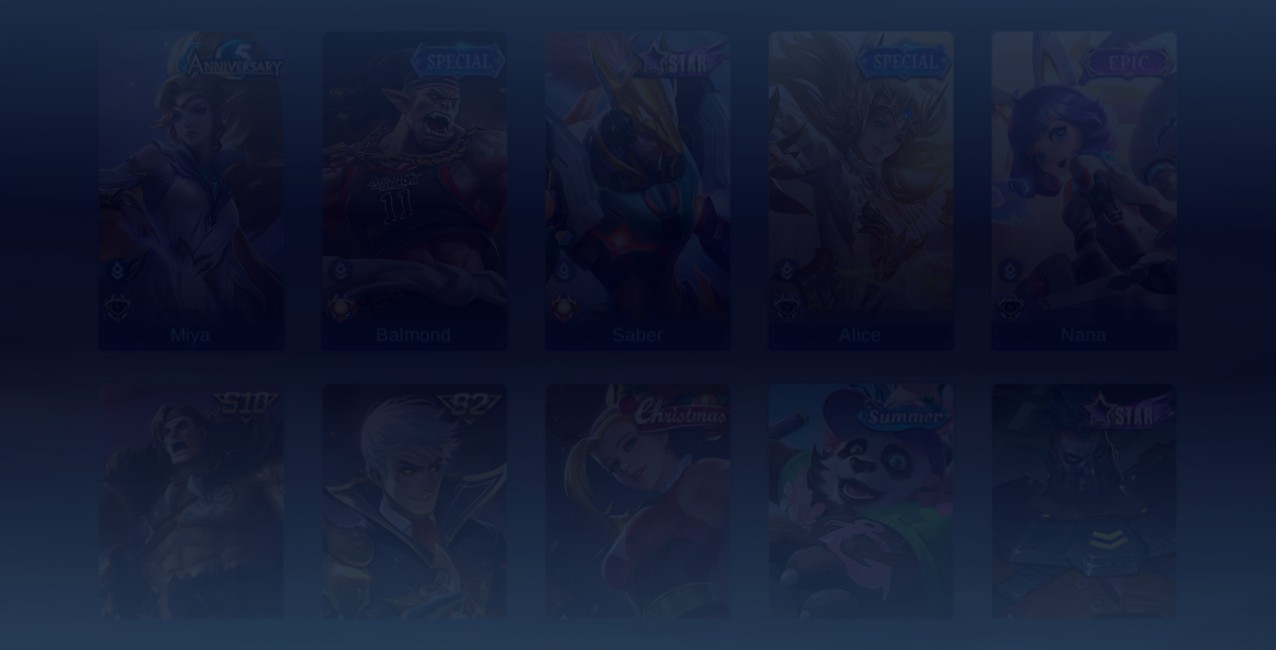 5
ANNIVERSARY
SPECIAL
STAR
SPECIAL
EPIC
11
Miya
Balmond
Saber
Alice
Nana
S10
S2
Christmas
Summer
STAR